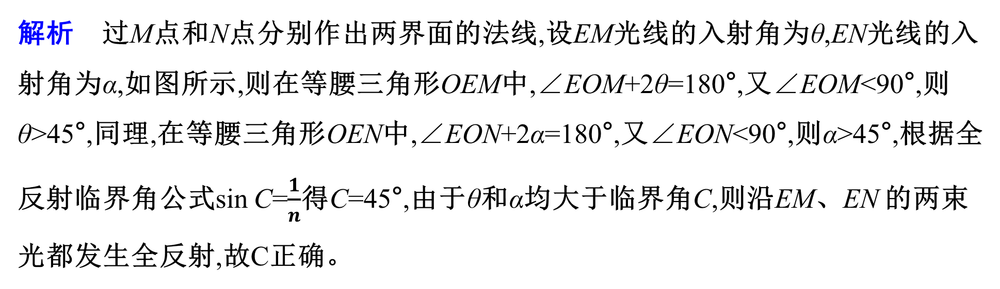 解析 过M点和N点分别作出两界面的法线,设EM光线的入射角为θ,EN光线的入
射角为α,如图所示,则在等腰三角形OEM中,∠EOM+2θ=180°,又∠EOM<90°,则
θ>45°,同理,在等腰三角形OEN中,∠EON+2α=180°,又∠EON<90°,则α>45°,根据全
反射临界角公式sin C=1/n得C=45°,由于θ和α均大于临界角C,则沿EM、EN的两束
光都发生全反射,故C正确。